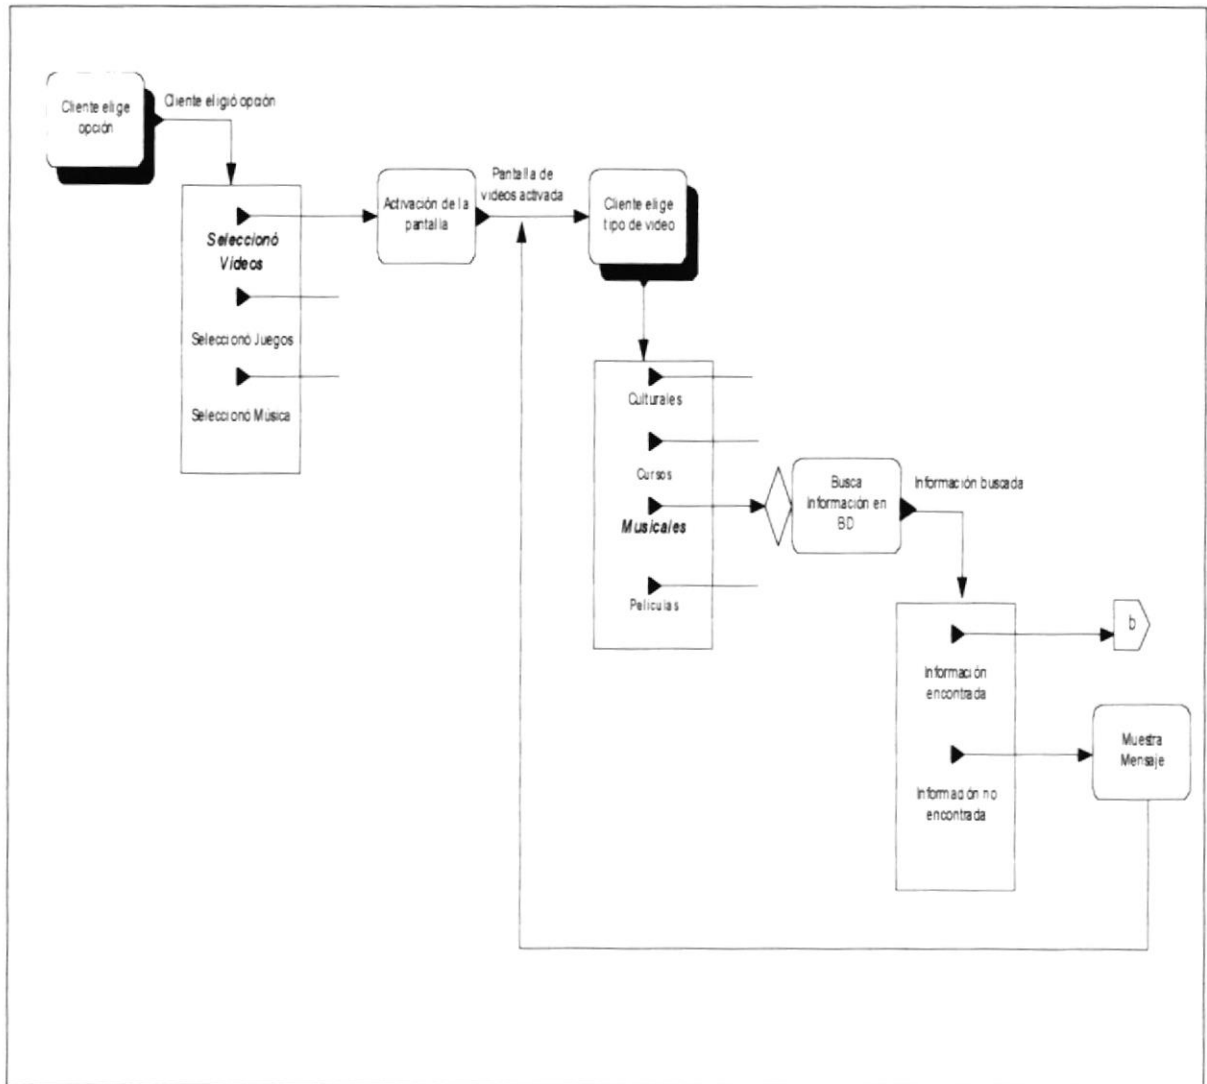 Cliente elige
opción
Cliente eligió opción
Seleccionó
Videos
Seleccionó Juegos
Seleccionó Música
Activación de la
pantalla
Pantalla de
videos activada
Cliente elige
tipo de video
Culturales
Cursos
Musicales
Películas
Busca
Información en
BD
Información buscada
Información
encontrada
b
Información no
encontrada
Muestra
Mensaje